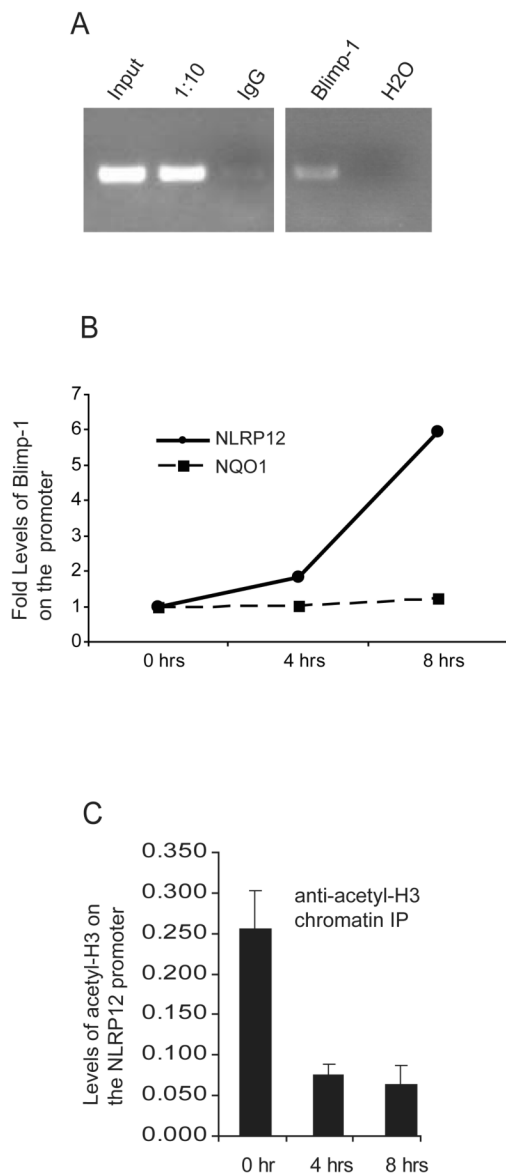 A
Input 1:10 IgG Blimp-1 H2O
B
Fold Levels of Blimp-1
on the promoter
7
6
5
4
3
2
1
0
NLRP12
NQO1
0 hrs 4 hrs 8 hrs
C
Levels of acetyl-H3 on
the NLRP12 promoter
0.350
0.300
0.250
0.200
0.150
0.100
0.050
0.000
anti-acetyl-H3
chromatin IP
0 hr 4 hrs 8 hrs